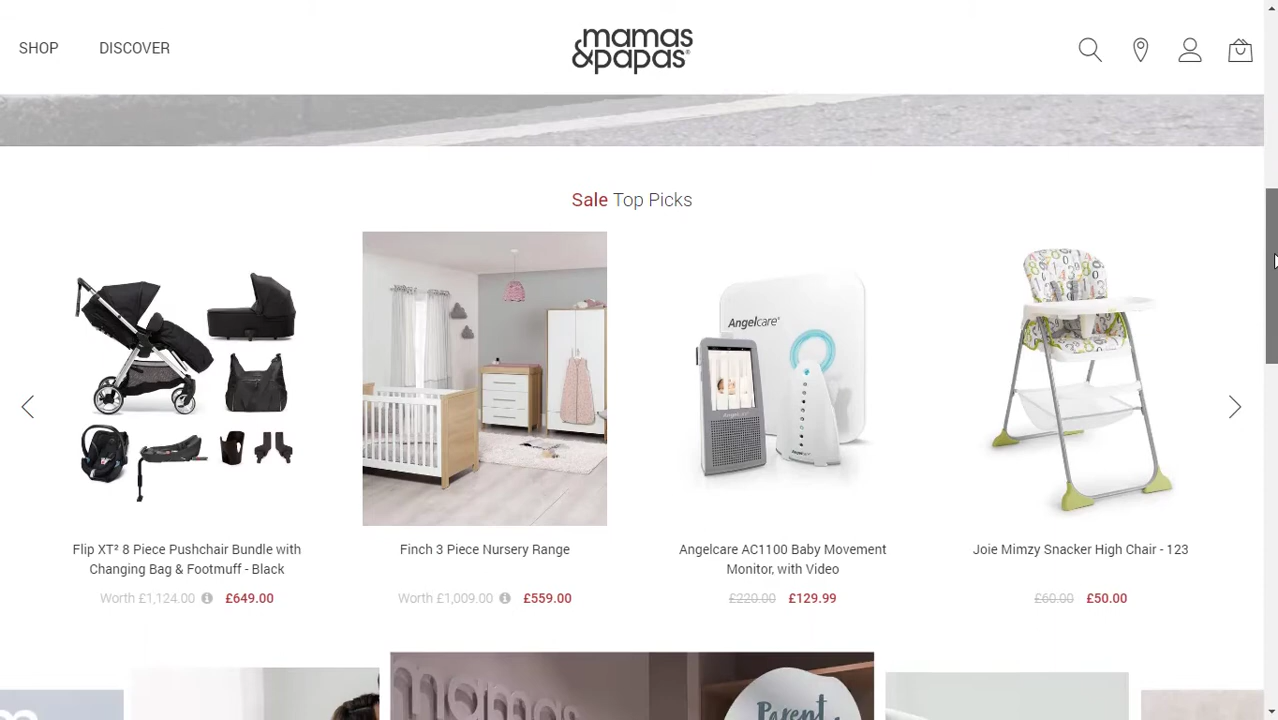 SHOP DISCOVER
mamas
&papas®
Sale Top Picks
Angelcare
Flip XT² 8 Piece Pushchair Bundle with
Changing Bag & Footmuff - Black
Worth £1,124.00 £649.00
Finch 3 Piece Nursery Range
Worth £1,009.00 £559.00
Angelcare AC1100 Baby Movement
Monitor, with Video
£220.00 £129.99
Joie Mimzy Snacker High Chair - 123
£60.00 £50.00
mamas
Parent